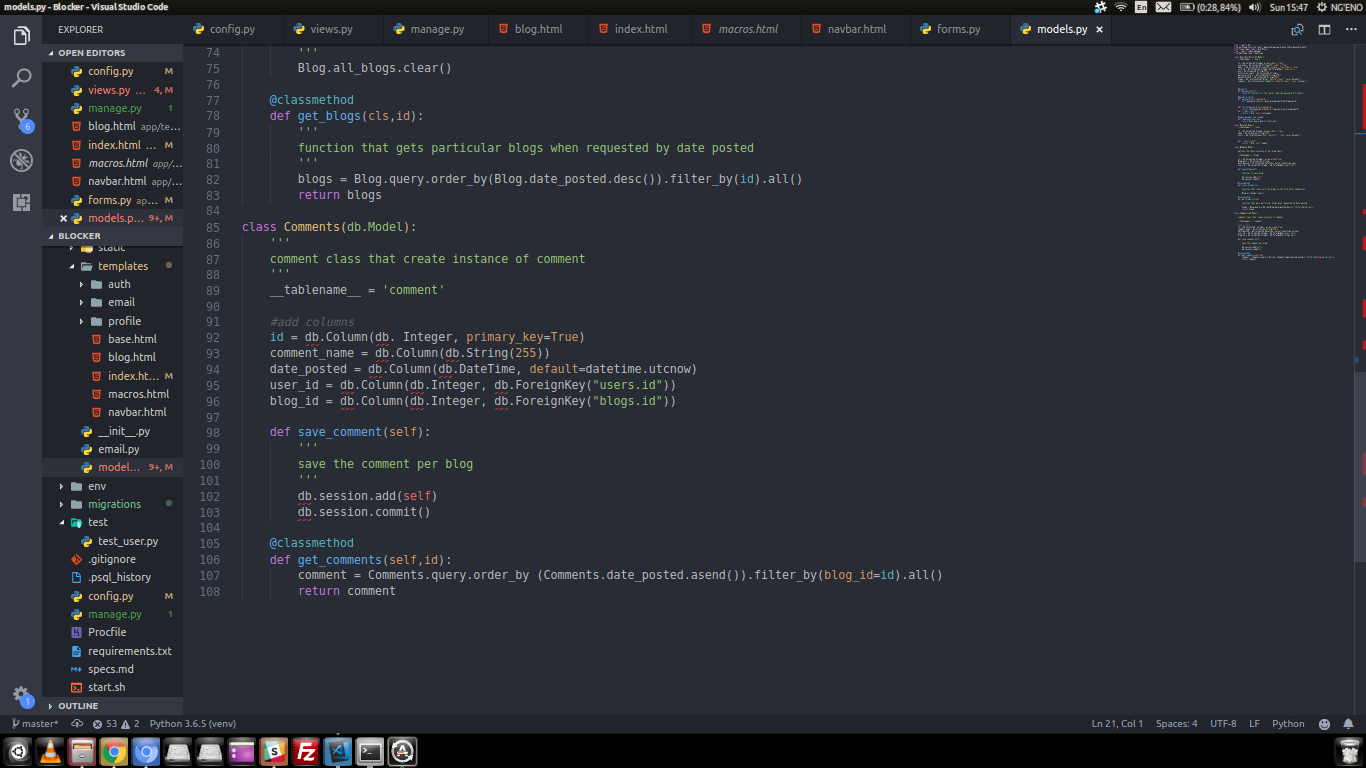 models.py - Blocker - Visual Studio Code
En
(0:28, 84%)
Sun 15:47
NG'ENO
EXPLORER
config.py
views.py
manage.py
blog.html
index.html
macros.html
navbar.html
forms.py
models.py ×
OPEN EDITORS
config.py M
views.py ... 4, M
manage.py 1
blog.html app/te...
index.html ... M
macros.html app/...
navbar.html app/...
forms.py ap... M
models.p... 9+, M
BLOCKER
static
templates
auth
email
profile
base.html
blog.html
index.ht... M
macros.html
navbar.html
__init__.py
email.py
model... 9+, M
env
migrations
test
test_user.py
.gitignore
.psql_history
config.py M
manage.py 1
Procfile
requirements.txt
specs.md
start.sh
OUTLINE
6
1
74 '''
75 Blog.all_blogs.clear()
76
77 @classmethod
78 def get_blogs(cls,id):
79 '''
80 function that gets particular blogs when requested by date posted
81 '''
82 blogs = Blog.query.order_by(Blog.date_posted.desc()).filter_by(id).all()
83 return blogs
84
85 class Comments(db.Model):
86 '''
87 comment class that create instance of comment
88 '''
89 __tablename__ = 'comment'
90
91 #add columns
92 id = db.Column(db. Integer, primary_key=True)
93 comment_name = db.Column(db.String(255))
94 date_posted = db.Column(db.DateTime, default=datetime.utcnow)
95 user_id = db.Column(db.Integer, db.ForeignKey("users.id"))
96 blog_id = db.Column(db.Integer, db.ForeignKey("blogs.id"))
97
98 def save_comment(self):
99 '''
100 save the comment per blog
101 '''
102 db.session.add(self)
103 db.session.commit()
104
105 @classmethod
106 def get_comments(self,id):
107 comment = Comments.query.order_by (Comments.date_posted.asend()).filter_by(blog_id=id).all()
108 return comment
master*
53
2
Python 3.6.5 (venv)
Ln 21, Col 1
Spaces: 4
UTF-8
LF
Python